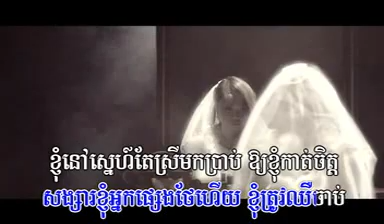 ខ្ញុំនៅស្នេហ៍តែស្រីមកប្រាប់ ឱ្យខ្ញុំកាត់ចិត្ត
សង្សារខ្ញុំអ្នកផ្សេងថែហើយ ខ្ញុំត្រូវឈឺចាប់